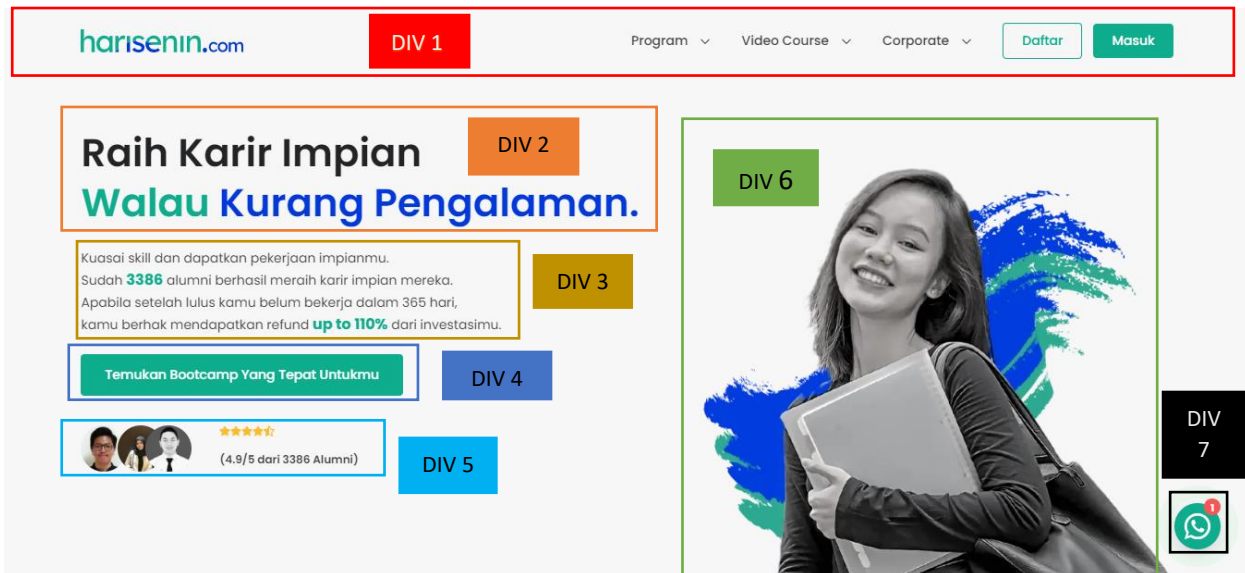 harisenin.com
DIV 1
Program
Video Course
Corporate
Daftar
Masuk
Raih Karir Impian
DIV 2
Walau Kurang Pengalaman.
DIV 6
Kuasai skill dan dapatkan pekerjaan impianmu.
Sudah 3386 alumni berhasil meraih karir impian mereka.
Apabila setelah lulus kamu belum bekerja dalam 365 hari,
kamu berhak mendapatkan refund up to 110% dari investasimu.
DIV 3
Temukan Bootcamp Yang Tepat Untukmu
DIV 4
(4.9/5 dari 3386 Alumni)
DIV 5
DIV
7
1